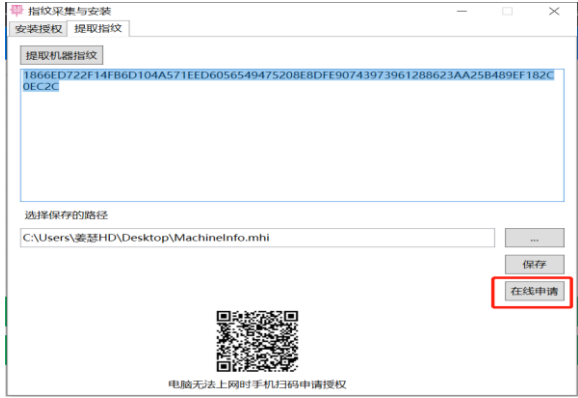 指纹采集与安装
安装授权 提取指纹
提取机器指纹
1866ED722F14FB6D104A571EED6056549475208E8DFE90743973961288623AA25B489EF182C
0EC2C
选择保存的路径
C:\Users\姜瑟HD\Desktop\MachineInfo.mhi
...
保存
在线申请
电脑无法上网时手机扫码申请授权